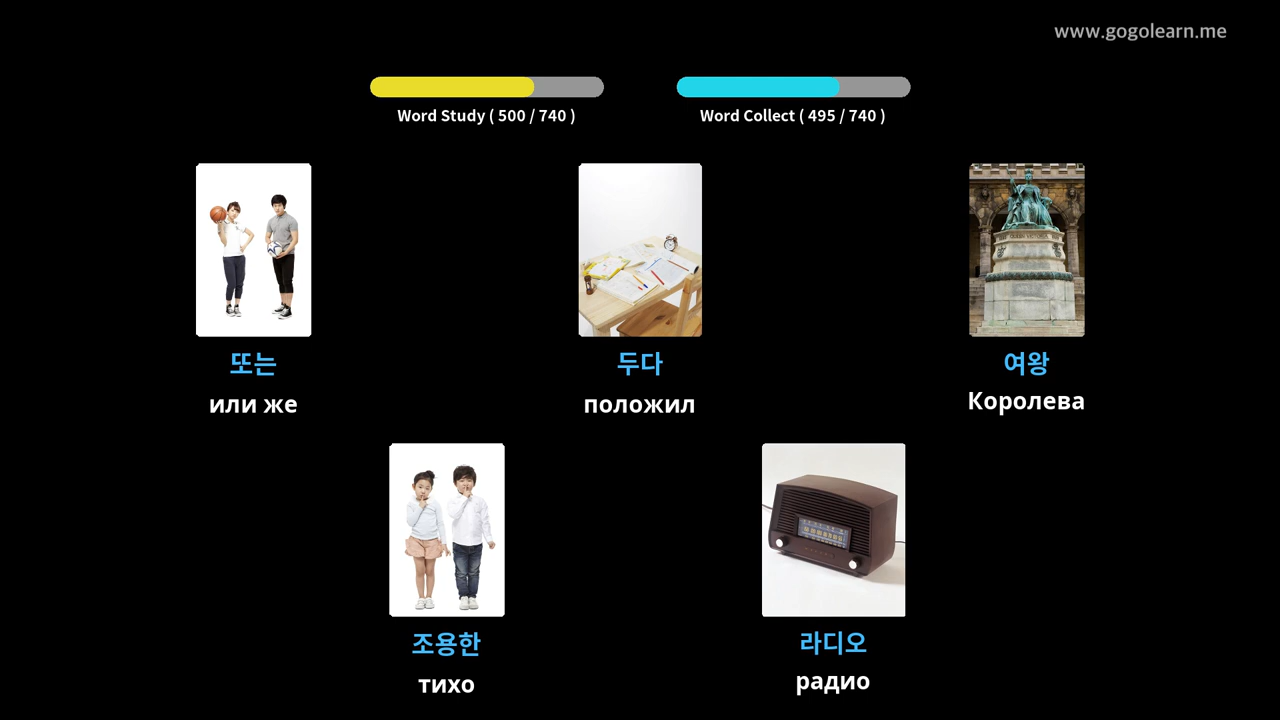 www.gogolearn.me
Word Study ( 500 / 740 )
Word Collect ( 495 / 740 )
또는
или же
두다
положил
여왕
Королева
조용한
тихо
라디오
радио